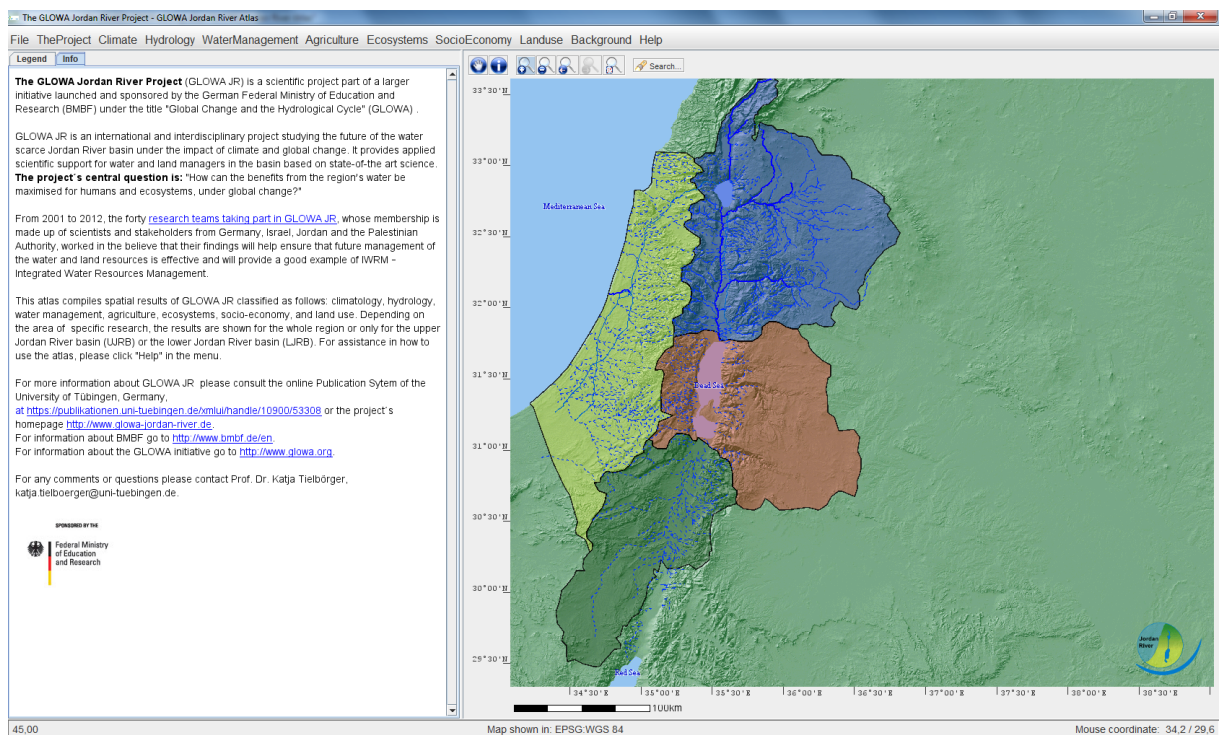 The GLOWA Jordan River Project - GLOWA Jordan River Atlas
File TheProject Climate Hydrology WaterManagement Agriculture Ecosystems SocioEconomy Landuse Background Help
Legend Info
The GLOWA Jordan River Project (GLOWA JR) is a scientific project part of a larger
initiative launched and sponsored by the German Federal Ministry of Education and
Research (BMBF) under the title "Global Change and the Hydrological Cycle" (GLOWA) .
GLOWA JR is an international and interdisciplinary project studying the future of the water
scarce Jordan River basin under the impact of climate and global change. It provides applied
scientific support for water and land managers in the basin based on state-of-the art science.
The project´s central question is: "How can the benefits from the region's water be
maximised for humans and ecosystems, under global change?"
From 2001 to 2012, the forty research teams taking part in GLOWA JR, whose membership is
made up of scientists and stakeholders from Germany, Israel, Jordan and the Palestinian
Authority, worked in the believe that their findings will help ensure that future management of
the water and land resources is effective and will provide a good example of IWRM –
Integrated Water Resources Management.
This atlas compiles spatial results of GLOWA JR classified as follows: climatology, hydrology,
water management, agriculture, ecosystems, socio-economy, and land use. Depending on
the area of specific research, the results are shown for the whole region or only for the upper
Jordan River basin (UJRB) or the lower Jordan River basin (LJRB). For assistance in how to
use the atlas, please click "Help" in the menu.
For more information about GLOWA JR please consult the online Publication Sytem of the
University of Tübingen, Germany,
at https://publikationen.uni-tuebingen.de/xmlui/handle/10900/53308 or the project´s
homepage http://www.glowa-jordan-river.de.
For information about BMBF go to http://www.bmbf.de/en.
For information about the GLOWA initiative go to http://www.glowa.org.
For any comments or questions please contact Prof. Dr. Katja Tielbörger,
katja.tielboerger@uni-tuebingen.de.
SPONSORED BY THE
Federal Ministry
of Education
and Research
Search...
33°30'N
33°00'N
32°30'N
32°00'N
31°30'N
31°00'N
30°30'N
30°00'N
29°30'N
Mediterranean Sea
Dead Sea
Red Sea
Jordan
River
34°30'E 35°00'E 35°30'E 36°00'E 36°30'E 37°00'E 37°30'E 38°00'E 38°30'E
100km
45,00
Map shown in: EPSG:WGS 84
Mouse coordinate: 34,2 / 29,6